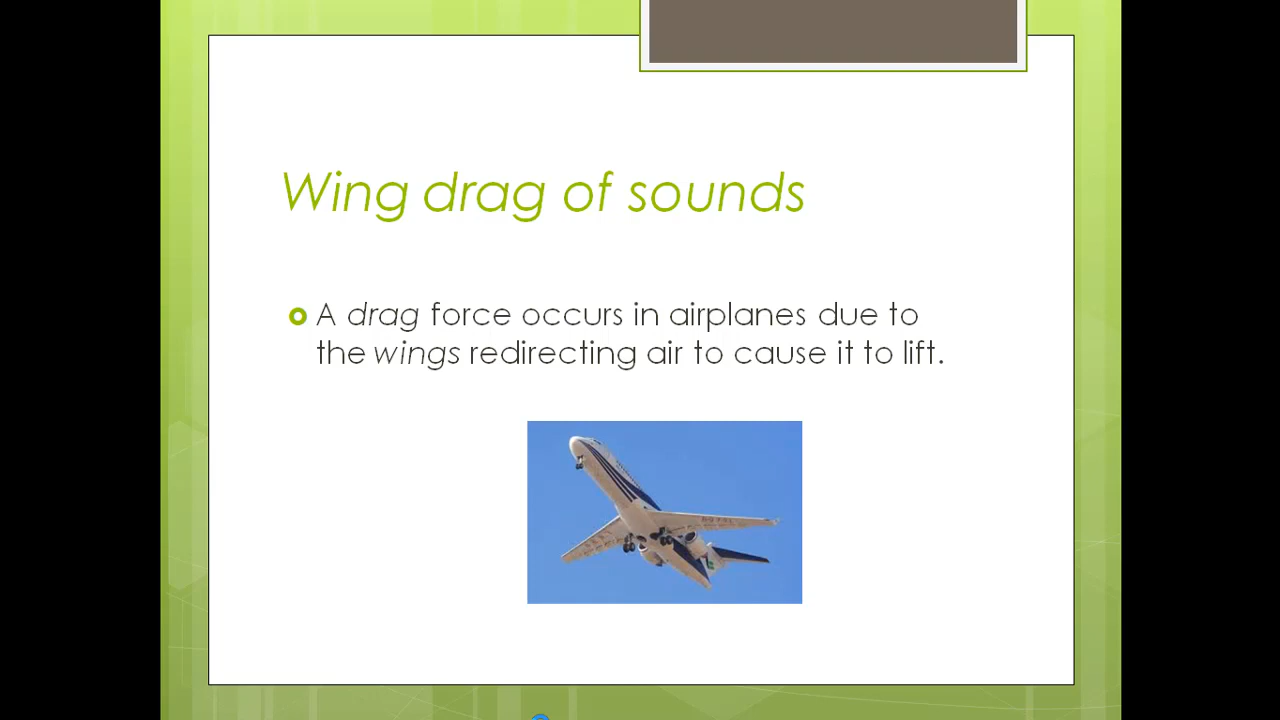 Wing drag of sounds
A drag force occurs in airplanes due to
the wings redirecting air to cause it to lift.